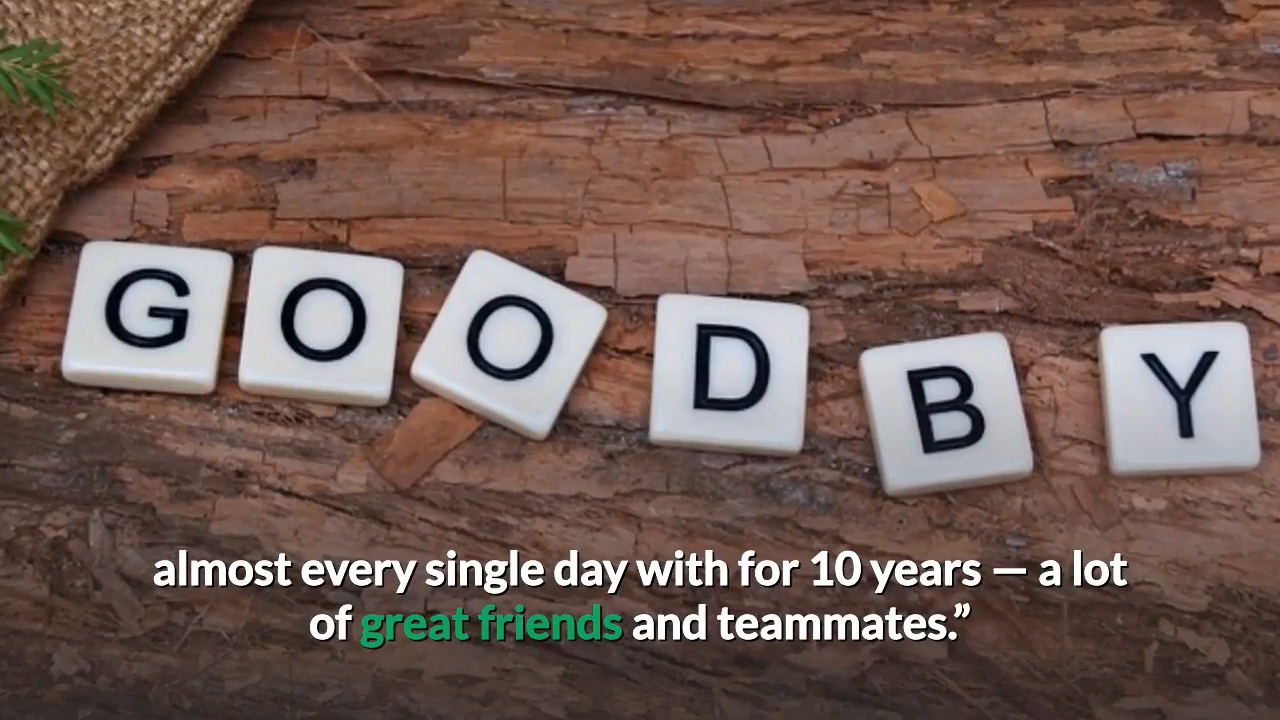 GOODBY
almost every single day with for 10 years — a lot
of great friends and teammates.”